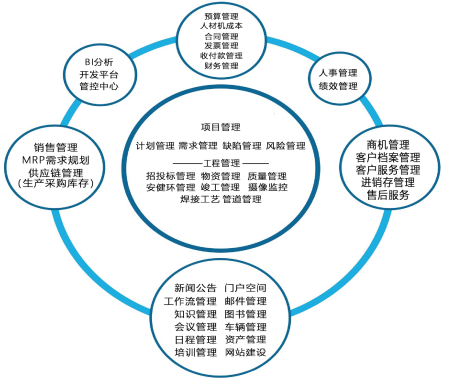 预算管理
人材机成本
合同管理
发票管理
收付款管理
财务管理
BI分析
开发平台
管控中心
人事管理
绩效管理
项目管理
计划管理 需求管理 缺陷管理 风险管理
工程管理
招投标管理 物资管理 质量管理
安健环管理 竣工管理 摄像监控
焊接工艺 管道管理
销售管理
MRP需求规划
供应链管理
(生产采购库存)
商机管理
客户档案管理
客户服务管理
进销存管理
售后服务
新闻公告 门户空间
工作流管理 邮件管理
知识管理 图书管理
会议管理 车辆管理
日程管理 资产管理
培训管理 网站建设